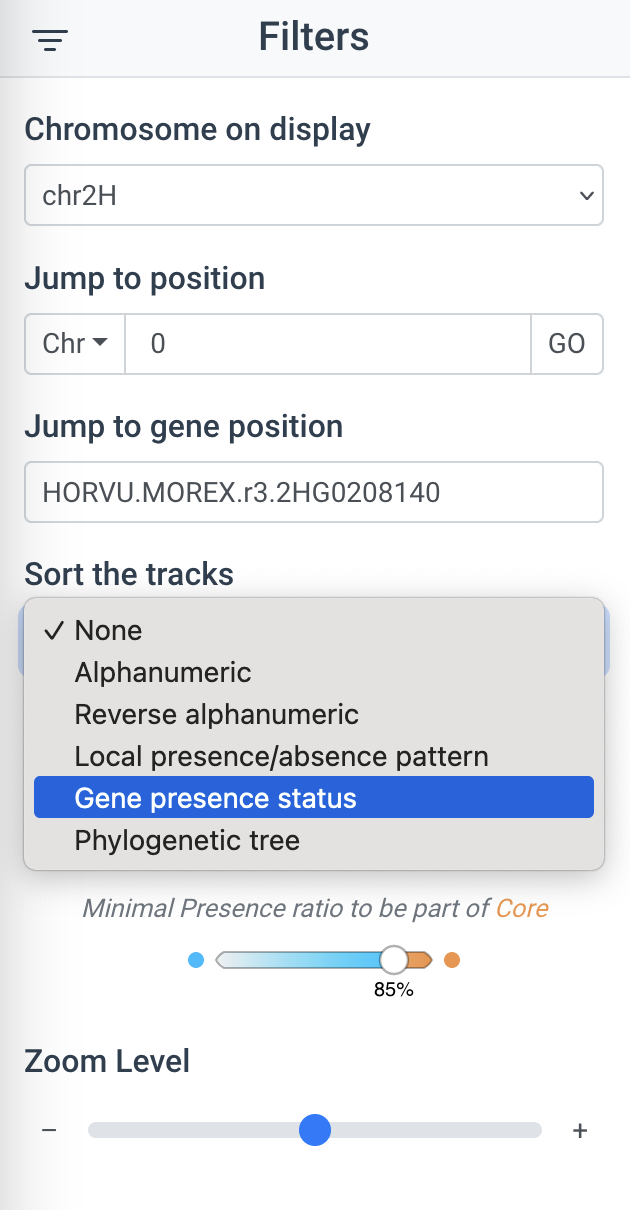 Filters
Chromosome on display
chr2H
Jump to position
Chr 0 GO
Jump to gene position
HORVU.MOREX.r3.2HG0208140
Sort the tracks
✓ None
Alphanumeric
Reverse alphanumeric
Local presence/absence pattern
Gene presence status
Phylogenetic tree
Minimal Presence ratio to be part of Core
85%
Zoom Level
− +